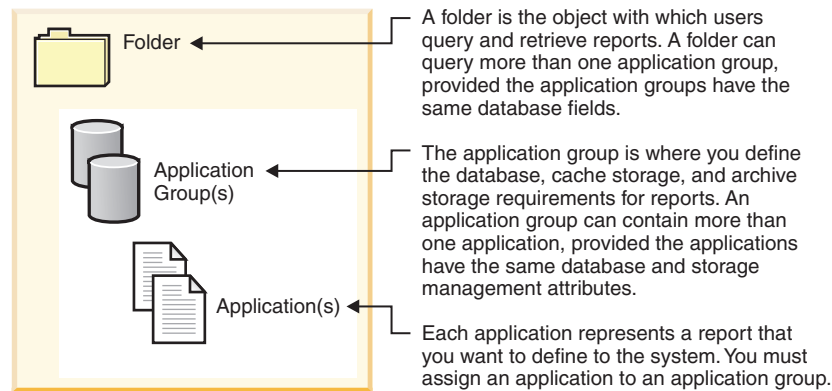 Folder
A folder is the object with which users
query and retrieve reports. A folder can
query more than one application group,
provided the application groups have the
same database fields.
Application
Group(s)
The application group is where you define
the database, cache storage, and archive
storage requirements for reports. An
application group can contain more than
one application, provided the applications
have the same database and storage
management attributes.
Application(s)
Each application represents a report that
you want to define to the system. You must
assign an application to an application group.